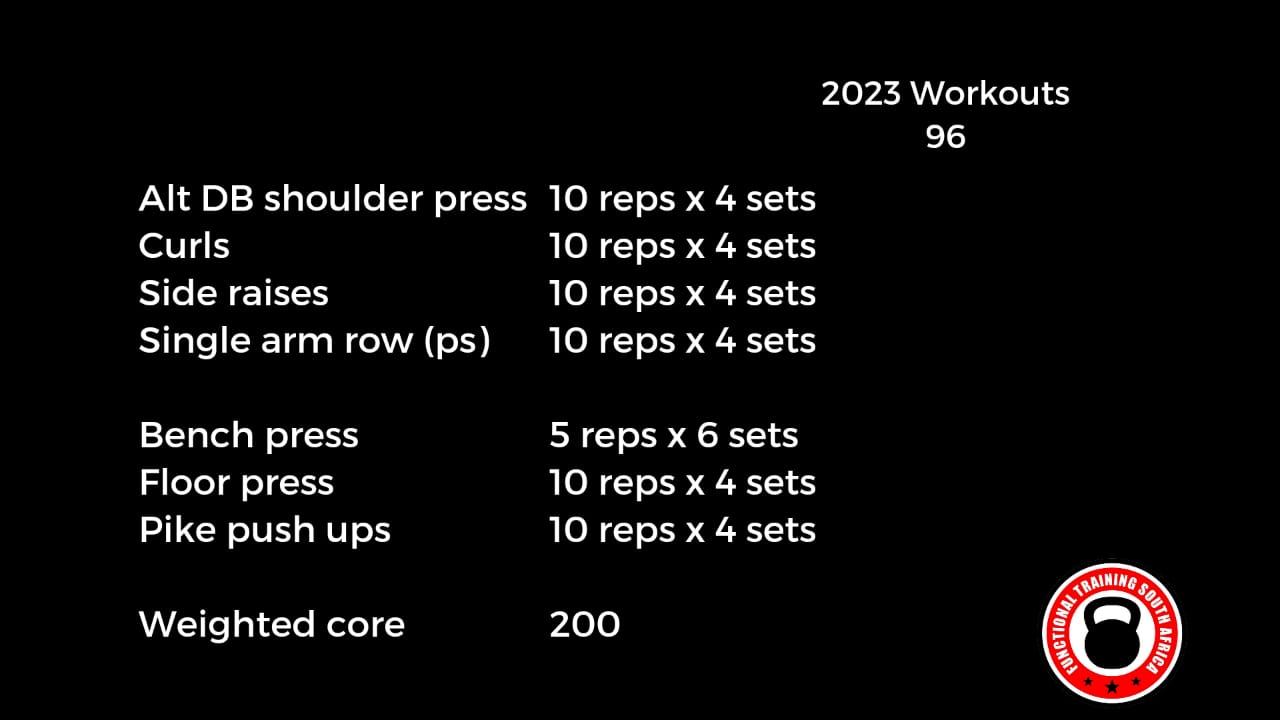 2023 Workouts
96
Alt DB shoulder press 10 reps x 4 sets
Curls 10 reps x 4 sets
Side raises 10 reps x 4 sets
Single arm row (ps) 10 reps x 4 sets
Bench press 5 reps x 6 sets
Floor press 10 reps x 4 sets
Pike push ups 10 reps x 4 sets
Weighted core 200
FUNCTIONAL TRAINING SOUTH AFRICA